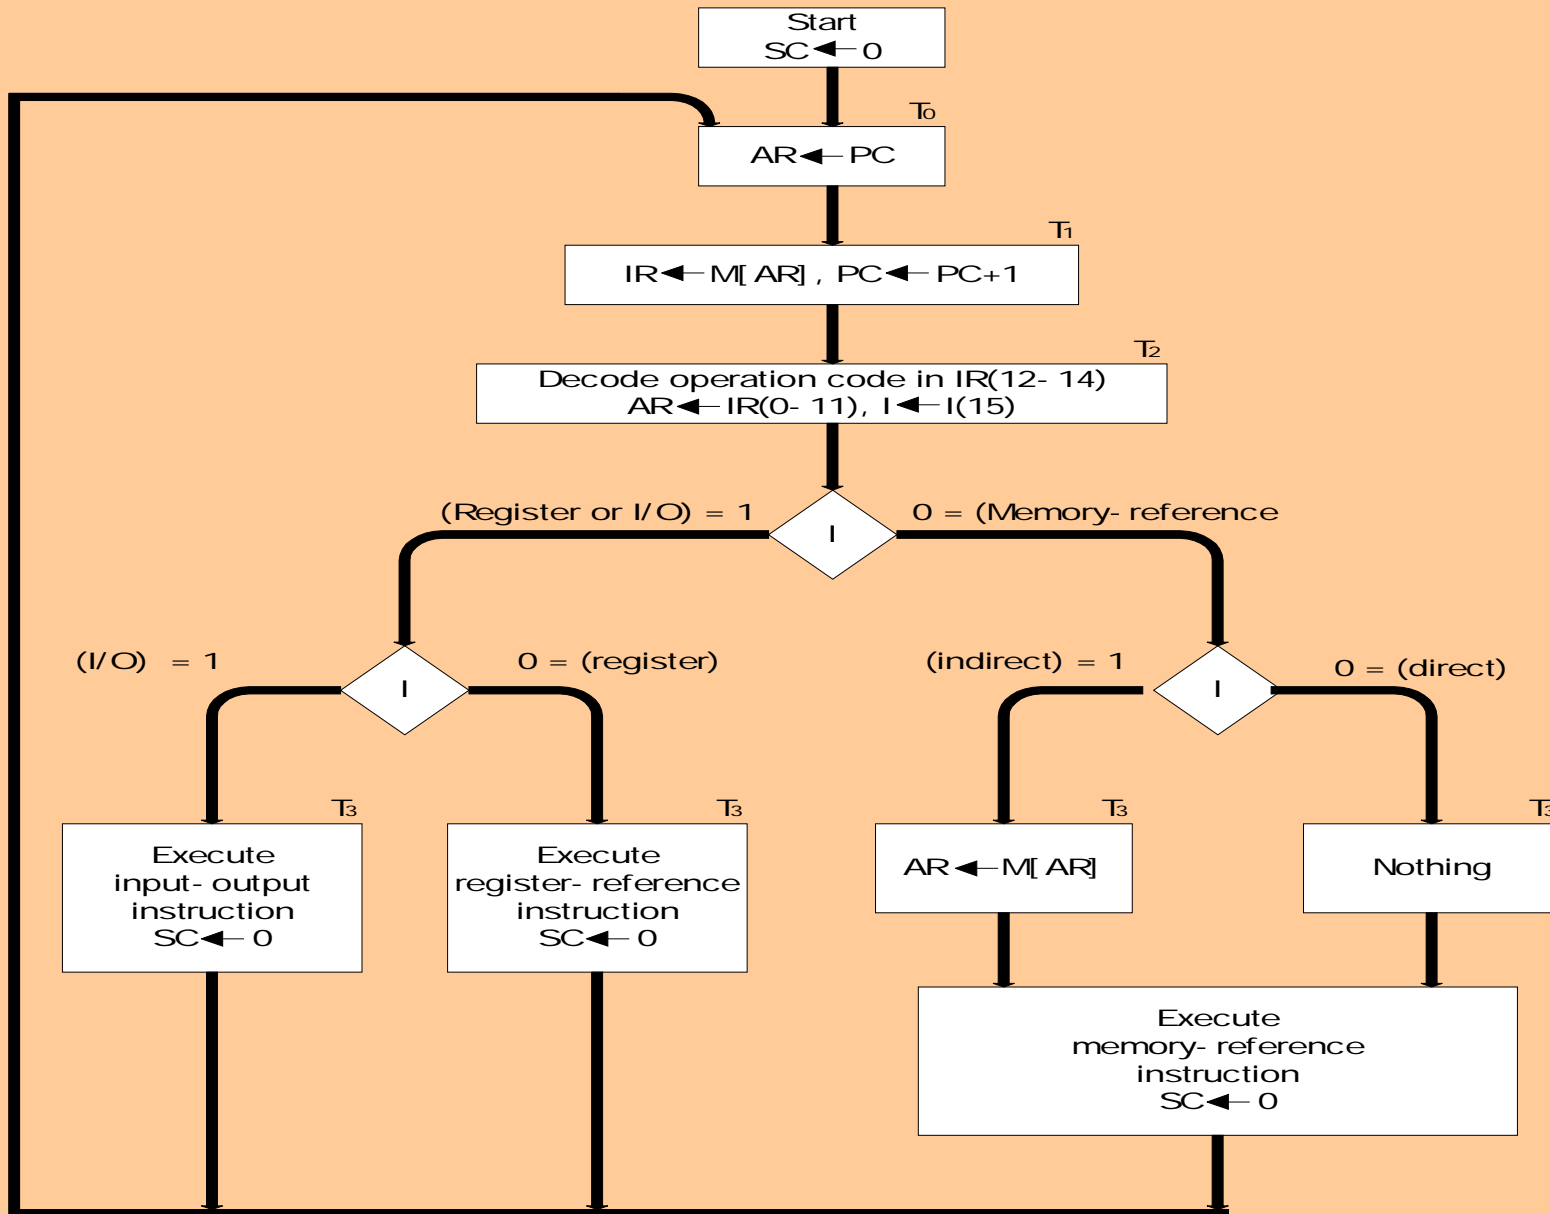 Start
SC ← 0
T0
AR ← PC
T1
IR ← M[AR], PC ← PC+1
T2
Decode operation code in IR(12-14)
AR ← IR(0-11), I ← I(15)
(Register or I/O) = 1
I
0 = (Memory-reference
(I/O) = 1
I
0 = (register)
(indirect) = 1
I
0 = (direct)
T3
Execute
input-output
instruction
SC ← 0
T3
Execute
register-reference
instruction
SC ← 0
T3
AR ← M[AR]
T3
Nothing
Execute
memory-reference
instruction
SC ← 0